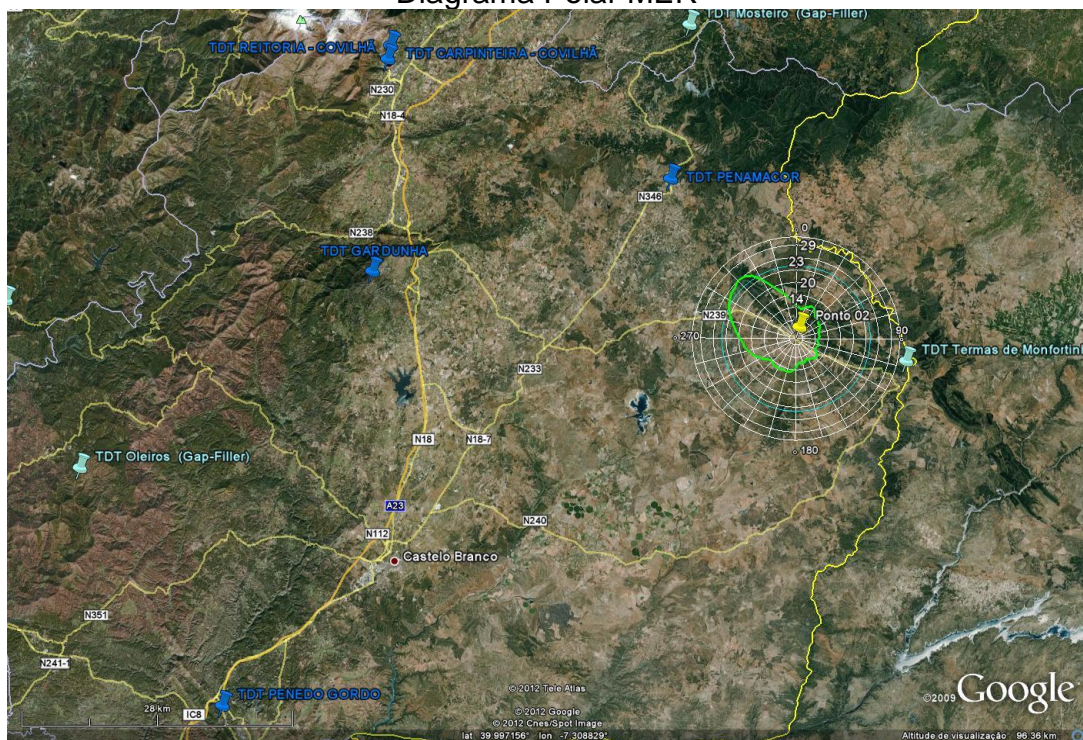 Diagrama Polar MER
TDT Mosteiro (Gap-Filler)
TDT REITORIA - COVILHÃ
TDT CARPINTEIRA - COVILHÃ
N230
N18-4
TDT PENAMACOR
N346
N238
TDT GARDUNHA
0
29
23
20
14
Ponto 02
N239
270
90
TDT Termas de Monfortinh
N233
180
N18
N18-7
TDT Oleiros (Gap-Filler)
A23
N240
N112
Castelo Branco
N351
N241-1
TDT PENEDO GORDO
28 km
IC8
© 2012 Tele Atlas
© 2012 Google
© 2012 Cnes/Spot Image
©2009 Google
lat 39.997156° lon -7.308829°
Altitude de visualização 96.36 km